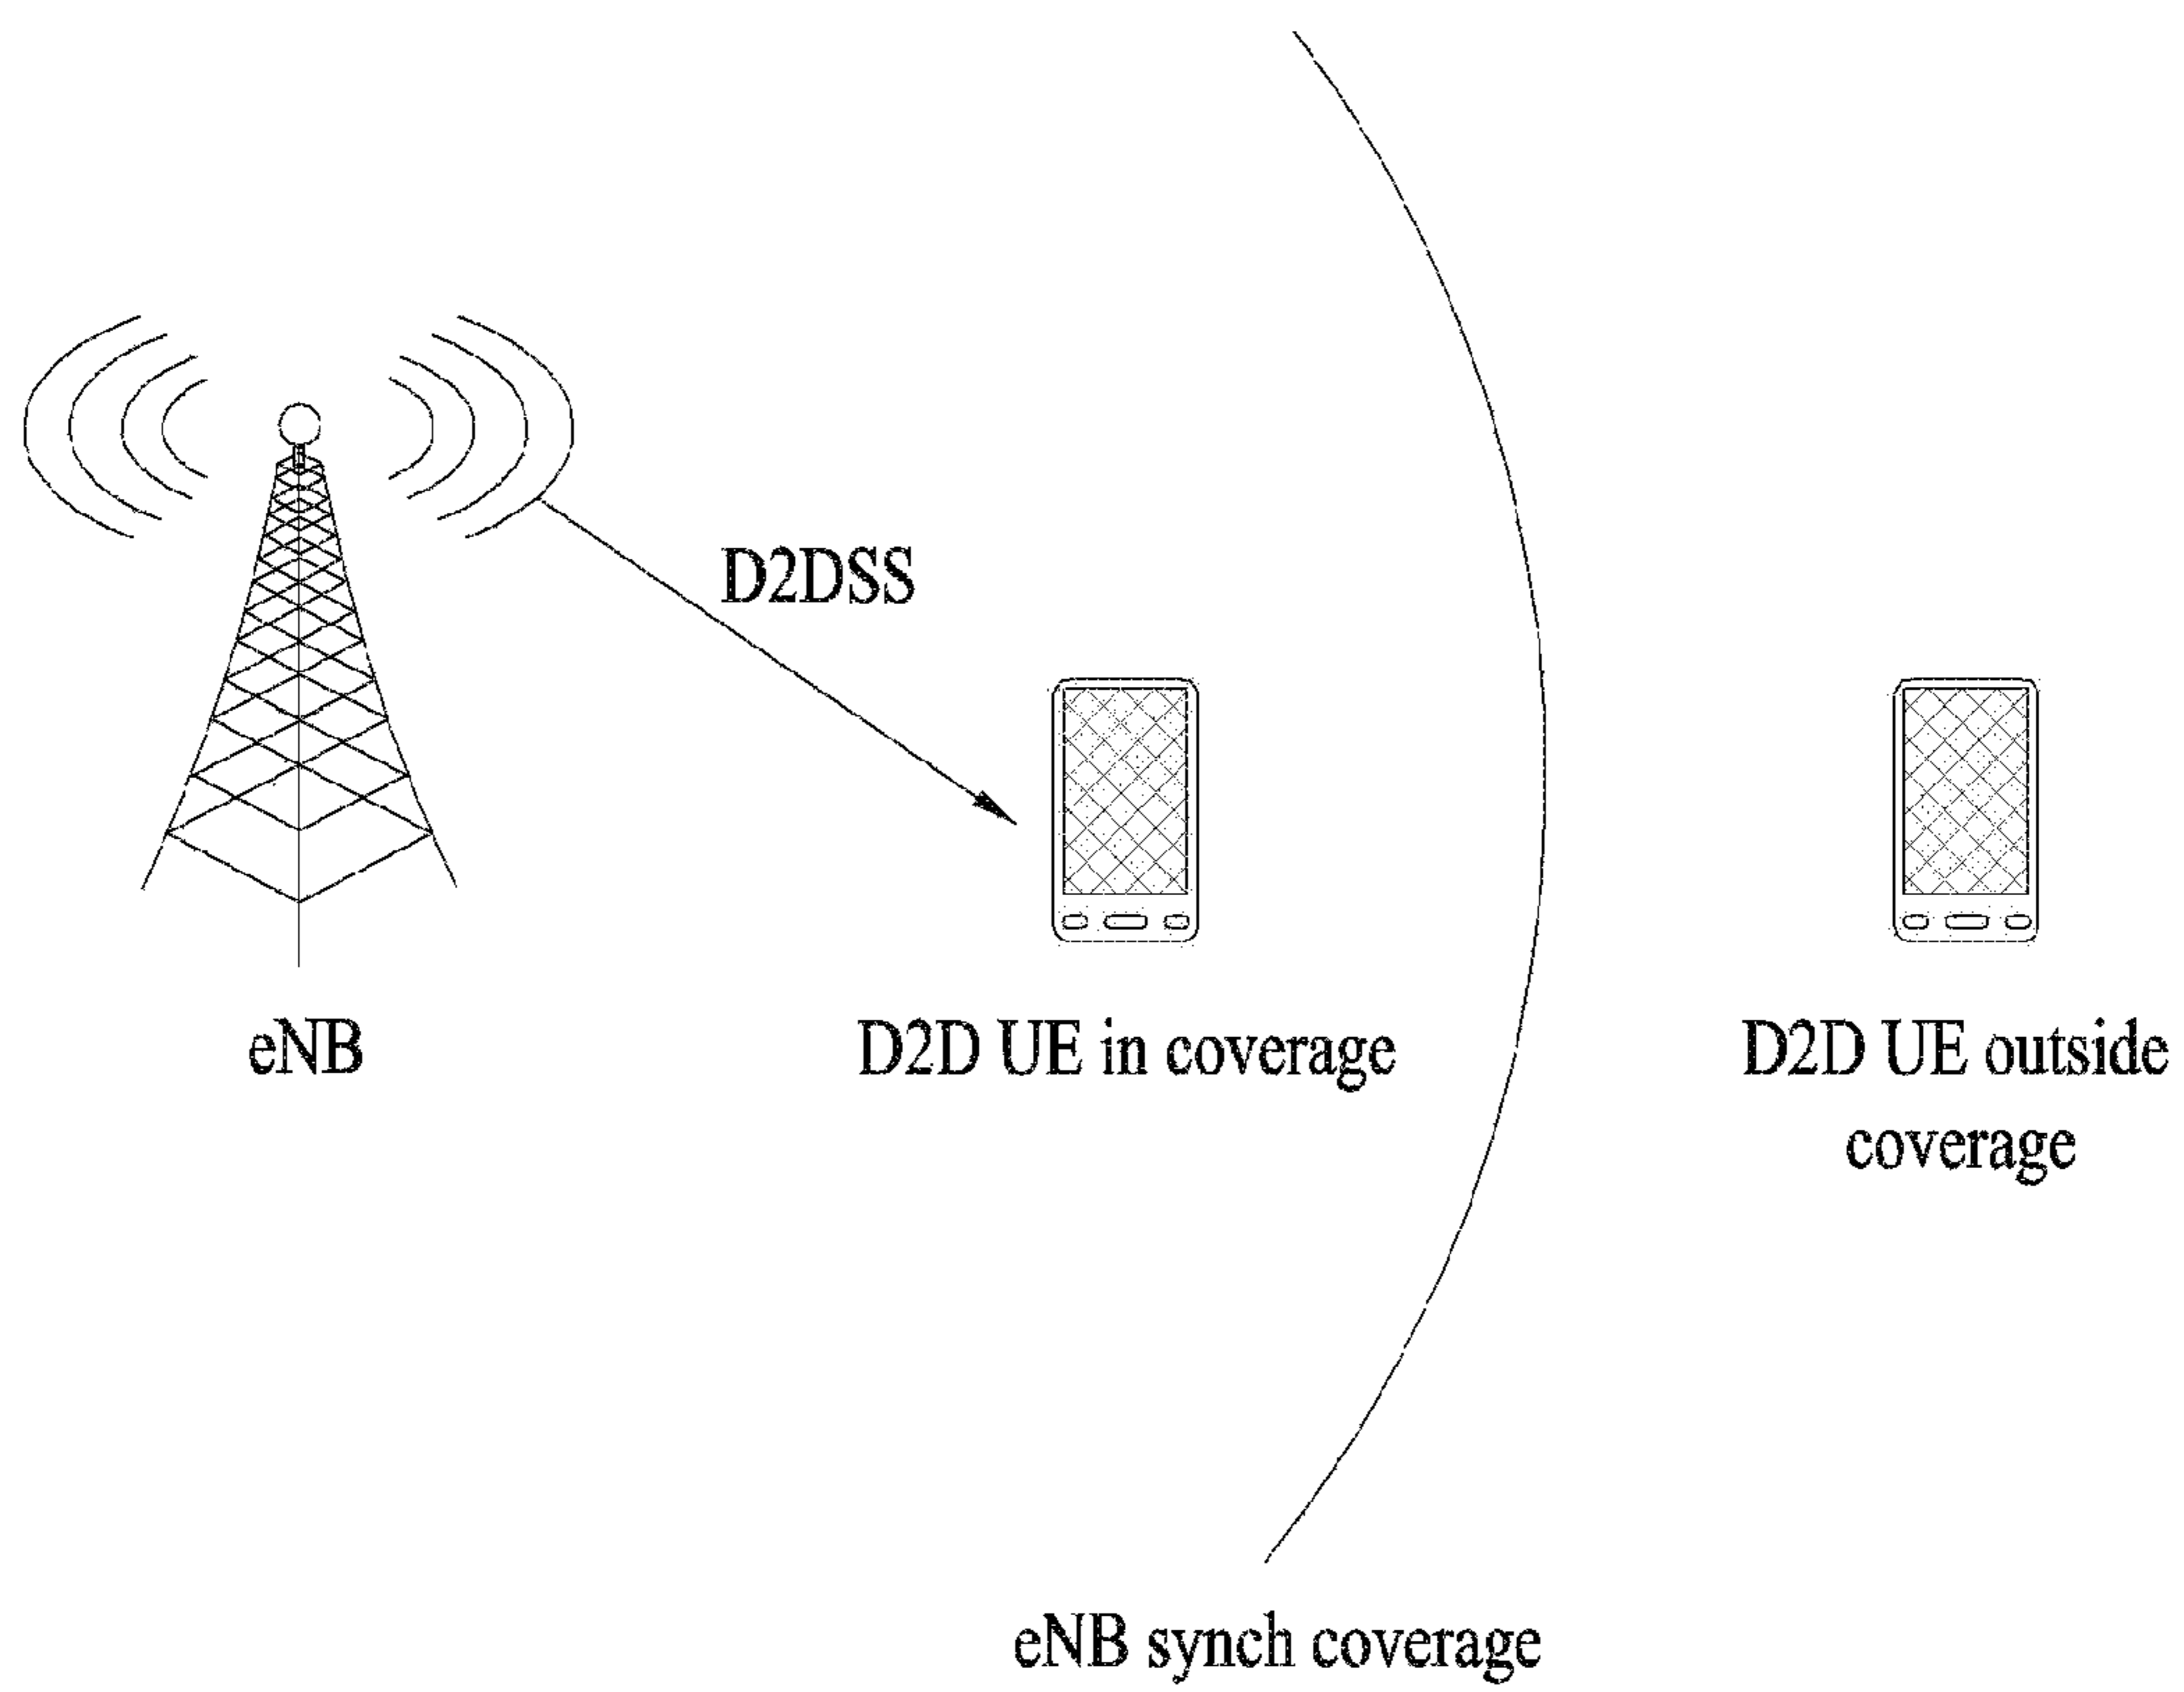 D2DSS
eNB
D2D UE in coverage
D2D UE outside
coverage
eNB synch coverage